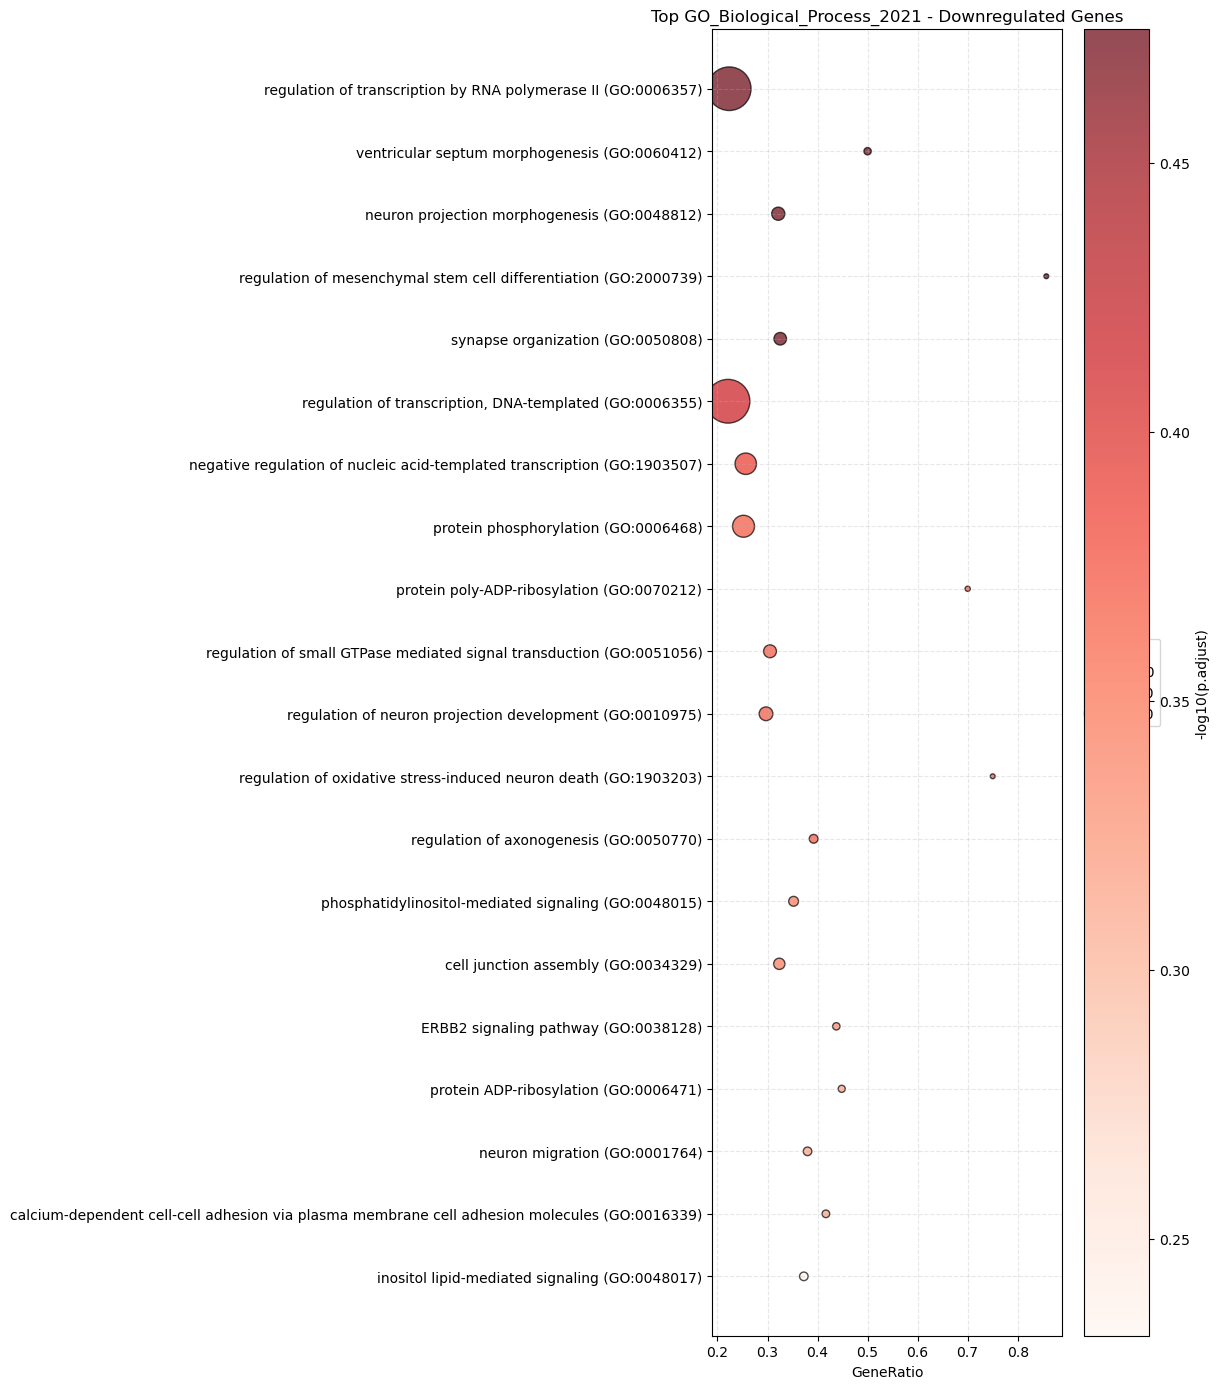 Top GO_Biological_Process_2021 - Downregulated Genes
regulation of transcription by RNA polymerase II (GO:0006357)
ventricular septum morphogenesis (GO:0060412)
neuron projection morphogenesis (GO:0048812)
regulation of mesenchymal stem cell differentiation (GO:2000739)
synapse organization (GO:0050808)
regulation of transcription, DNA-templated (GO:0006355)
negative regulation of nucleic acid-templated transcription (GO:1903507)
protein phosphorylation (GO:0006468)
protein poly-ADP-ribosylation (GO:0070212)
regulation of small GTPase mediated signal transduction (GO:0051056)
regulation of neuron projection development (GO:0010975)
regulation of oxidative stress-induced neuron death (GO:1903203)
regulation of axonogenesis (GO:0050770)
phosphatidylinositol-mediated signaling (GO:0048015)
cell junction assembly (GO:0034329)
ERBB2 signaling pathway (GO:0038128)
protein ADP-ribosylation (GO:0006471)
neuron migration (GO:0001764)
calcium-dependent cell-cell adhesion via plasma membrane cell adhesion molecules (GO:0016339)
inositol lipid-mediated signaling (GO:0048017)
0.2 0.3 0.4 0.5 0.6 0.7 0.8
GeneRatio
0.45
0.40
0.35
0.30
0.25
-log10(p.adjust)